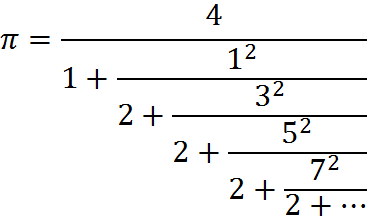 π = 4
1 + 1²
2 + 3²
2 + 5²
2 + 7²
2 + ⋯